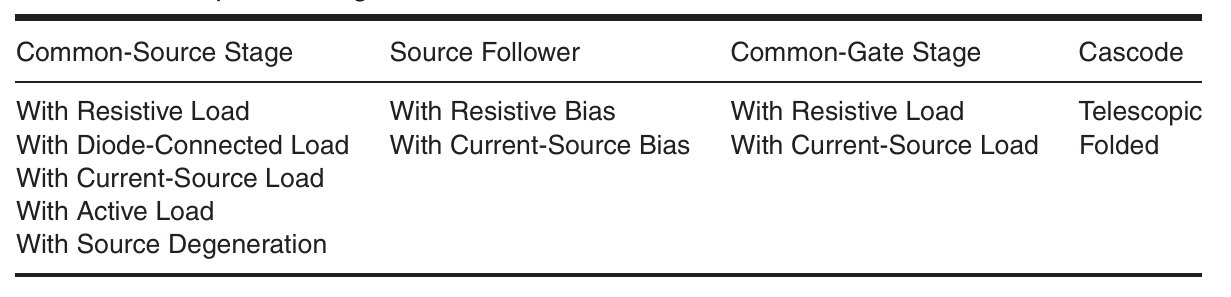 Common-Source Stage Source Follower Common-Gate Stage Cascode
With Resistive Load With Resistive Bias With Resistive Load Telescopic
With Diode-Connected Load With Current-Source Bias With Current-Source Load Folded
With Current-Source Load
With Active Load
With Source Degeneration